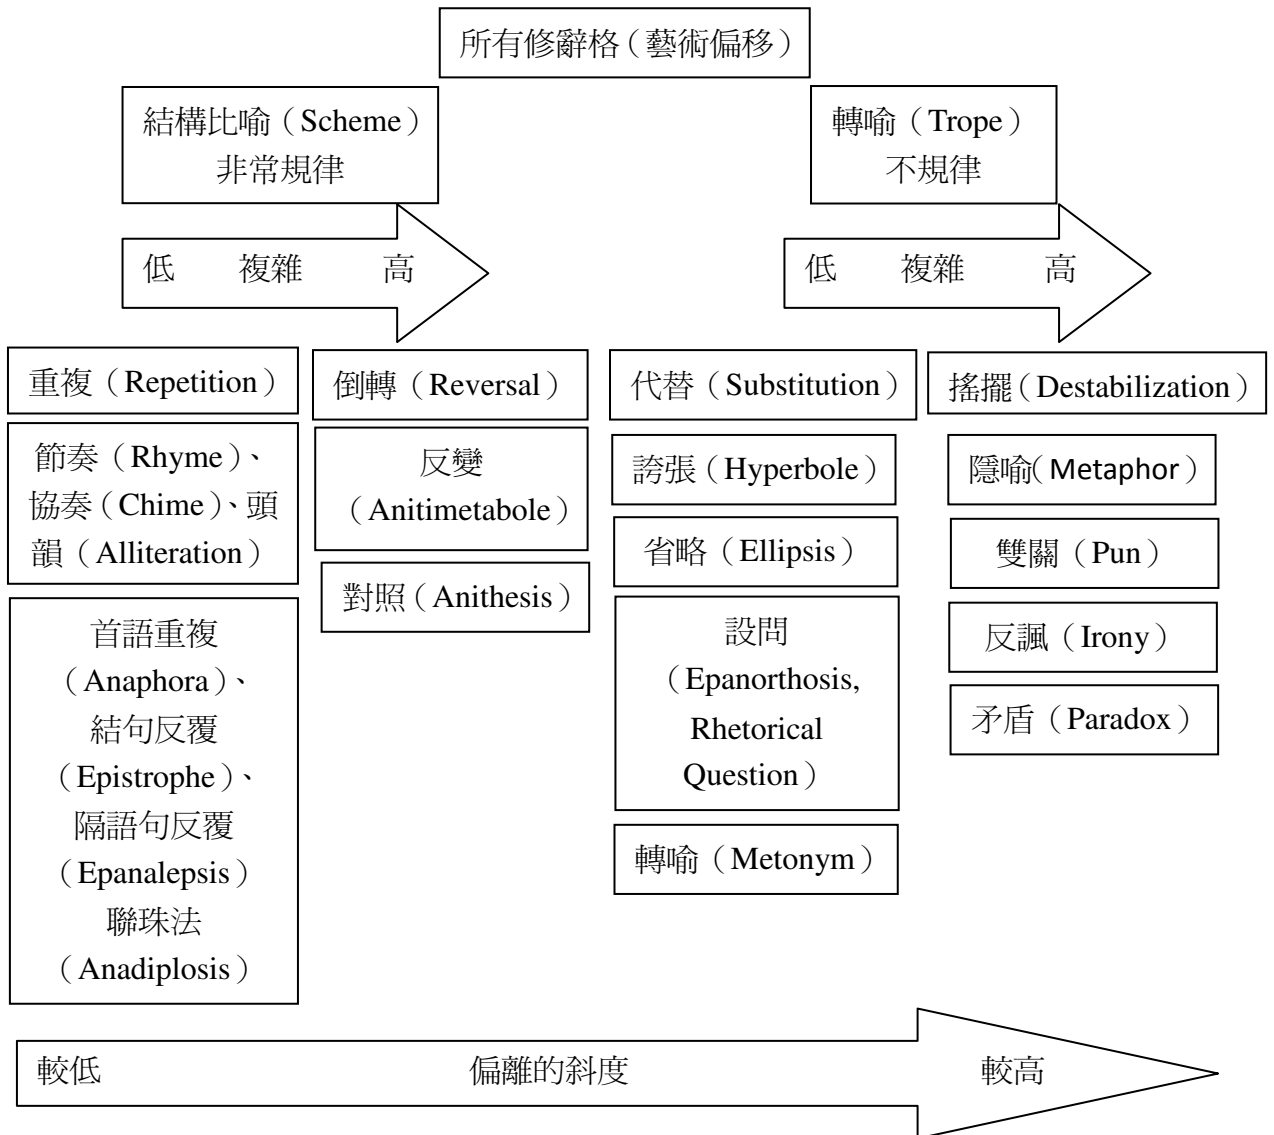 所有修辭格（藝術偏移）
結構比喻（Scheme）
非常規律
轉喻（Trope）
不規律
低 複雜 高
低 複雜 高
重複（Repetition）
倒轉（Reversal）
代替（Substitution）
搖擺（Destabilization）
節奏（Rhyme）、
協奏（Chime）、頭
韻（Alliteration）
首語重複
（Anaphora）、
結句反覆
（Epistrophe）、
隔語句反覆
（Epanalepsis）
聯珠法
（Anadiplosis）
反變
（Anitimetabole）
對照（Anithesis）
誇張（Hyperbole）
省略（Ellipsis）
設問
（Epanorthosis,
Rhetorical
Question）
轉喻（Metonym）
隱喻（Metaphor）
雙關（Pun）
反諷（Irony）
矛盾（Paradox）
較低 偏離的斜度 較高